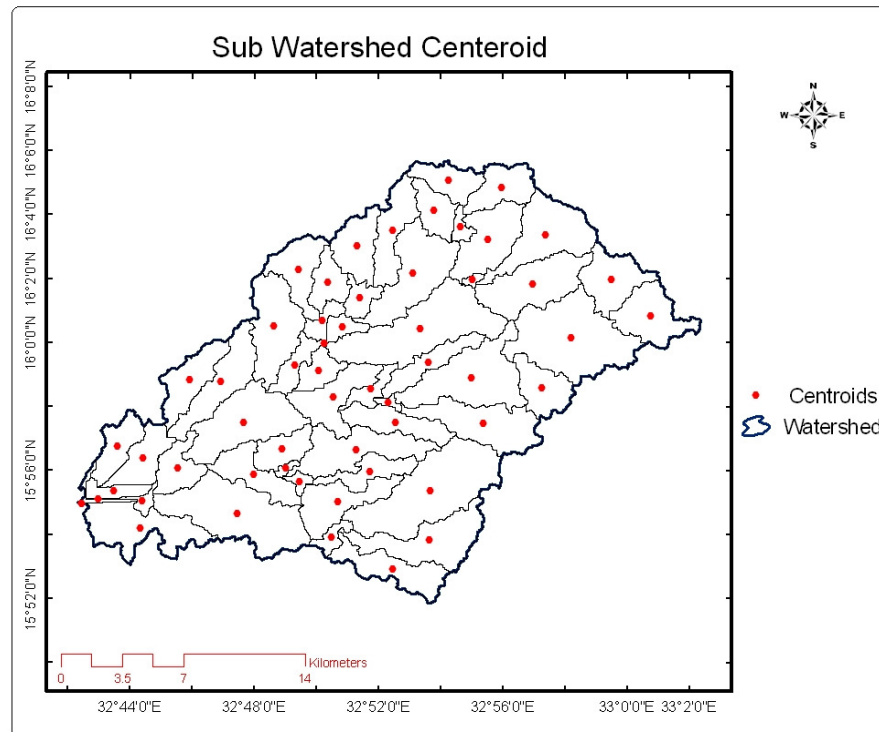 Sub Watershed Centeroid
16°8'0"N
16°6'0"N
16°4'0"N
16°2'0"N
16°0'0"N
15°56'0"N
15°52'0"N
N
W E
S
Centroids
Watershed
Kilometers
0 3.5 7 14
32°44'0"E 32°48'0"E 32°52'0"E 32°56'0"E 33°0'0"E 33°2'0"E